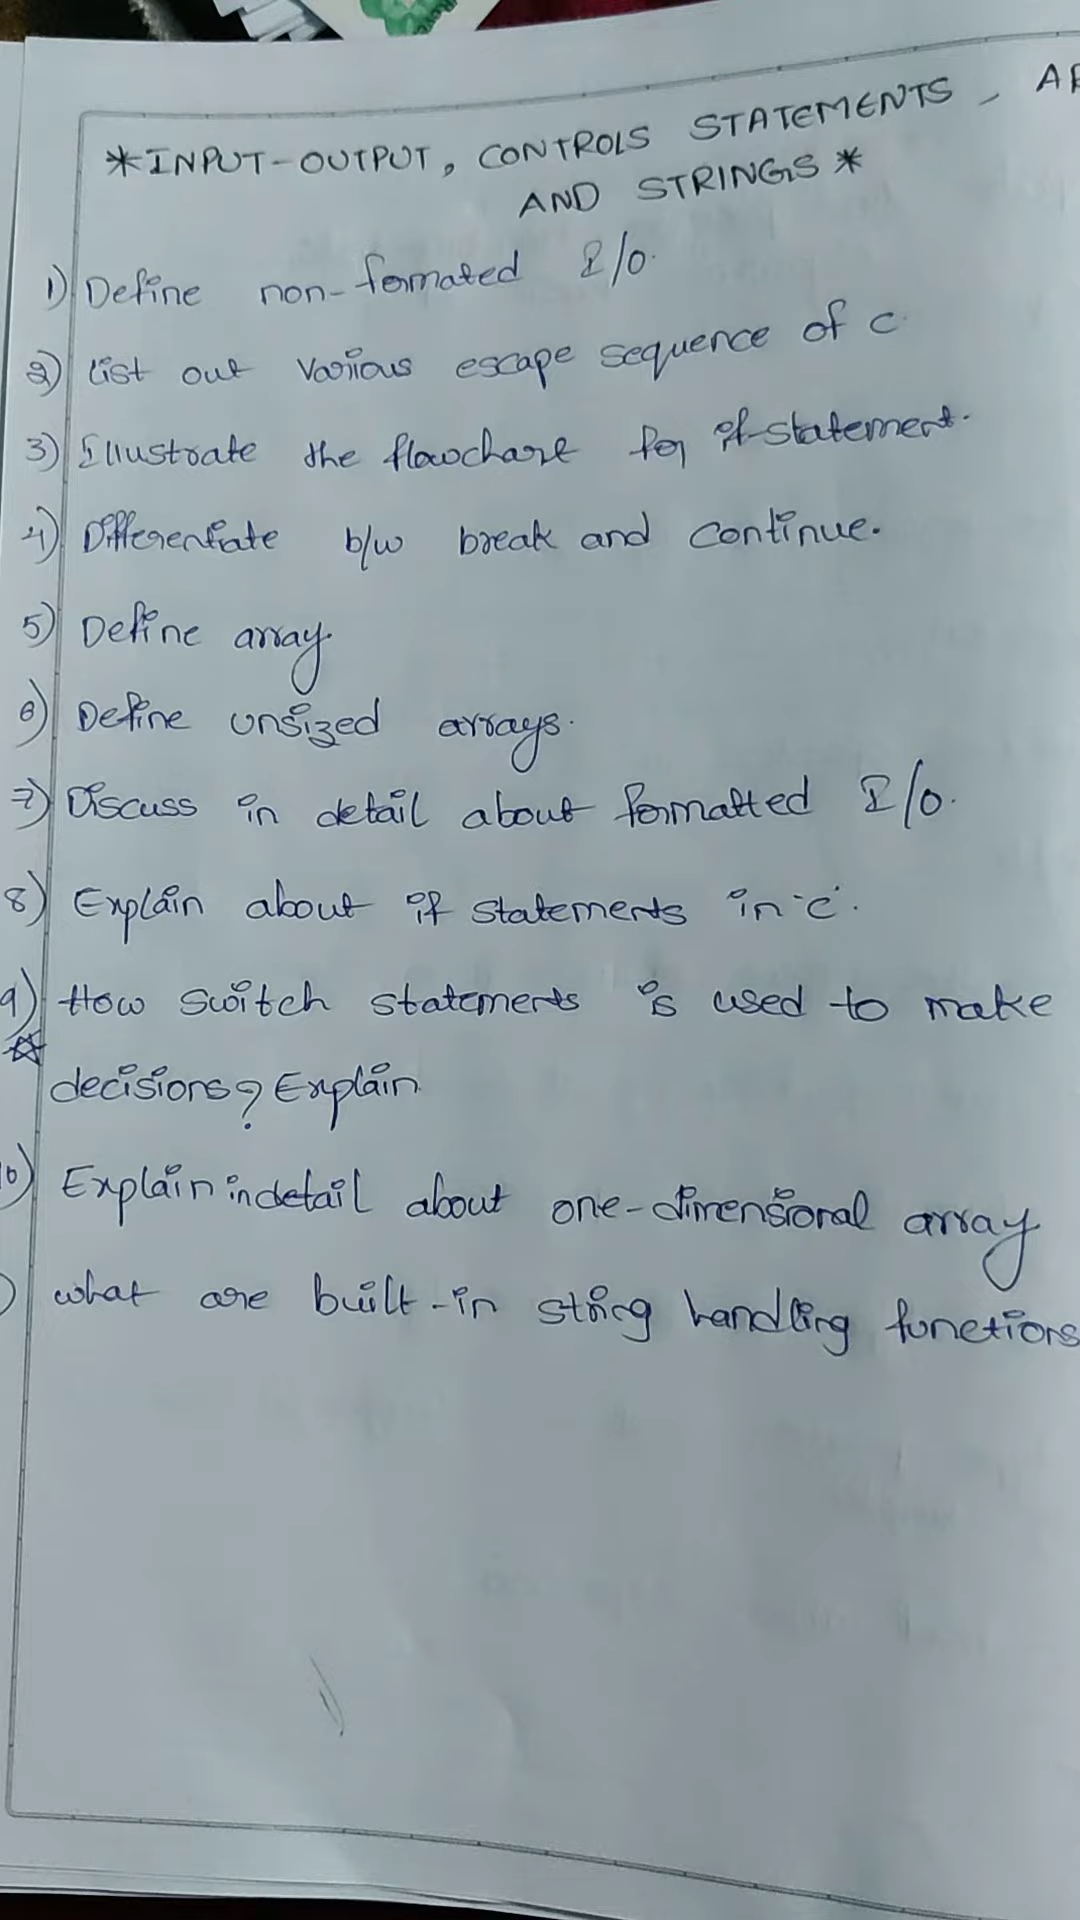 *INPUT-OUTPUT, CONTROLS STATEMENTS, AR
AND STRINGS*
1) Define non-formated I/O.
2) List out Various escape sequence of c.
3) Illustrate the flowchart for if-statement.
4) Differentiate b/w break and continue.
5) Define array.
6) Define unsized arrays.
7) Discuss in detail about formatted I/O.
8) Explain about if statements in 'c'.
9) How switch statements is used to make
decisions? Explain
10) Explain in detail about one-dimensional array
) what are built-in string handling functions